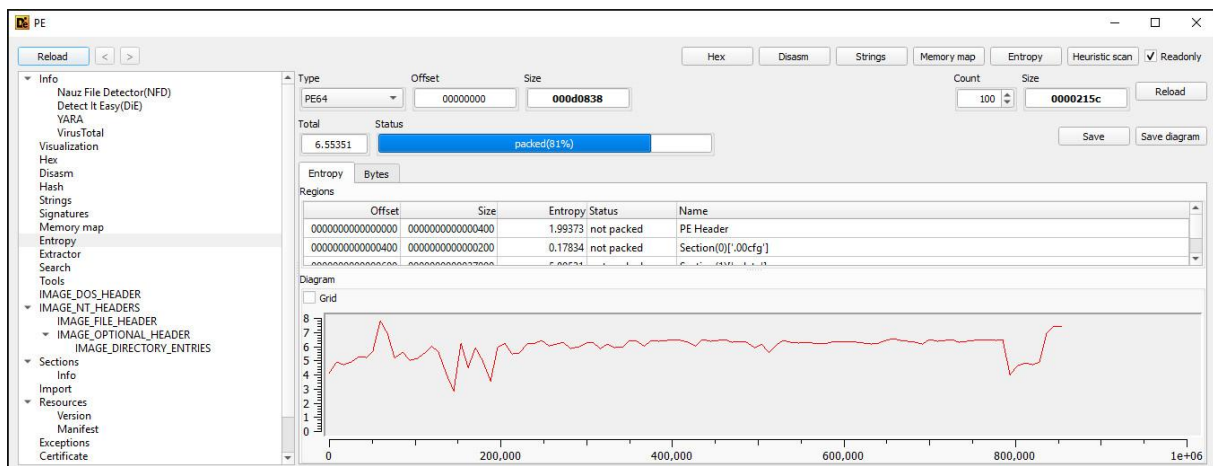 PE
Reload < > Hex Disasm Strings Memory map Entropy Heuristic scan Readonly
Info
Nauz File Detector(NFD)
Detect It Easy(DiE)
YARA
VirusTotal
Visualization
Hex
Disasm
Hash
Strings
Signatures
Memory map
Entropy
Extractor
Search
Tools
IMAGE_DOS_HEADER
IMAGE_NT_HEADERS
IMAGE_FILE_HEADER
IMAGE_OPTIONAL_HEADER
IMAGE_DIRECTORY_ENTRIES
Sections
Info
Import
Resources
Version
Manifest
Exceptions
Certificate
Type Offset Size Count Size
PE64 00000000 000d0838 100 0000215c Reload
Total Status
6.55351 packed(81%) Save Save diagram
Entropy Bytes
Regions
Offset Size Entropy Status Name
0000000000000000 0000000000000400 1.99373 not packed PE Header
0000000000000400 0000000000000200 0.17834 not packed Section(0)['.00cfg']
Diagram
Grid
8
7
6
5
4
3
2
1
0
0 200,000 400,000 600,000 800,000 1e+06